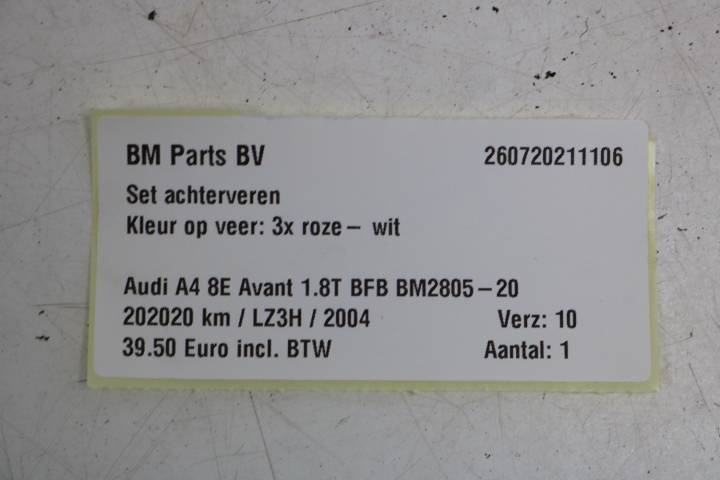 BM Parts BV 260720211106
Set achterveren
Kleur op veer: 3x roze - wit
Audi A4 8E Avant 1.8T BFB BM2805-20
202020 km / LZ3H / 2004 Verz: 10
39.50 Euro incl. BTW Aantal: 1